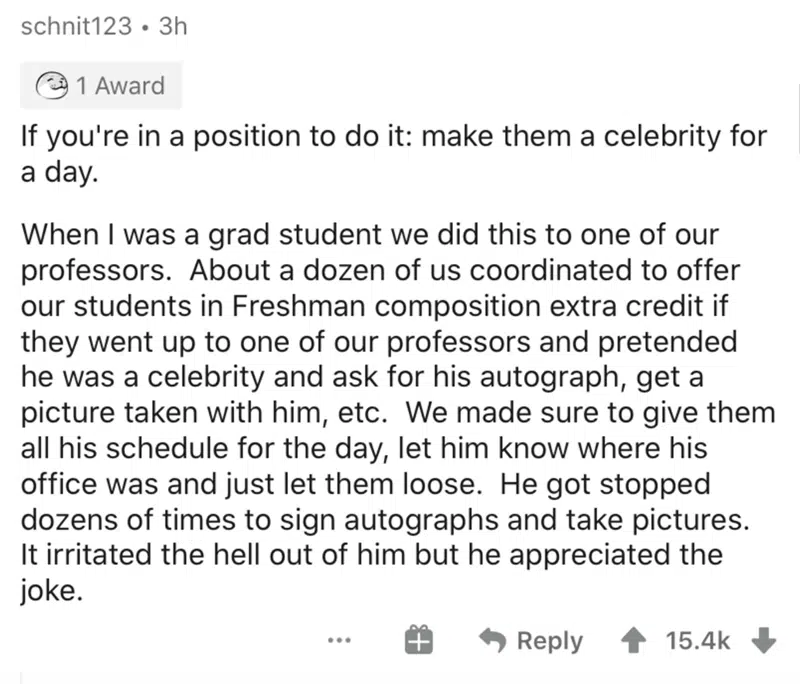 schnit123 • 3h
1 Award
If you're in a position to do it: make them a celebrity for
a day.
When I was a grad student we did this to one of our
professors. About a dozen of us coordinated to offer
our students in Freshman composition extra credit if
they went up to one of our professors and pretended
he was a celebrity and ask for his autograph, get a
picture taken with him, etc. We made sure to give them
all his schedule for the day, let him know where his
office was and just let them loose. He got stopped
dozens of times to sign autographs and take pictures.
It irritated the hell out of him but he appreciated the
joke.
... Reply 15.4k